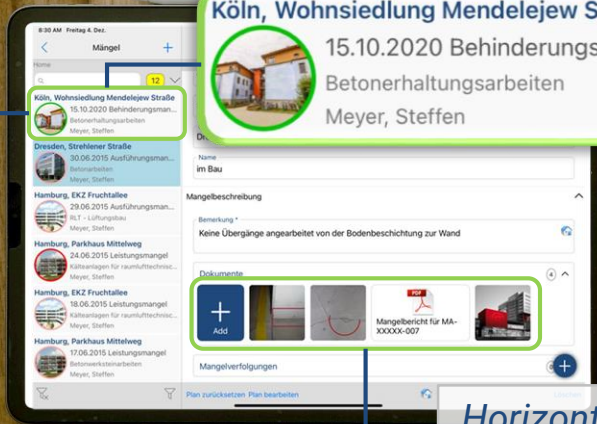 8:30 AM Freitag 4. Dez.
Mängel
Home
12
Köln, Wohnsiedlung Mendelejew Straße
15.10.2020 Behinderungsman...
Betonerhaltungsarbeiten
Meyer, Steffen
Dresden, Strehlener Straße
30.06.2015 Ausführungsman...
Betonarbeiten
Meyer, Steffen
Hamburg, EKZ Fruchtallee
29.06.2015 Ausführungsman...
RLT - Lüftungsbau
Meyer, Steffen
Hamburg, Parkhaus Mittelweg
24.06.2015 Leistungsmangel
Kälteanlagen für raumlufttechnisc...
Meyer, Steffen
Hamburg, EKZ Fruchtallee
18.06.2015 Leistungsmangel
Kälteanlagen für raumlufttechnisc...
Meyer, Steffen
Hamburg, Parkhaus Mittelweg
17.06.2015 Leistungsmangel
Betonwerksteinarbeiten
Meyer, Steffen
Köln, Wohnsiedlung Mendelejew S
15.10.2020 Behinderungs
Betonerhaltungsarbeiten
Meyer, Steffen
Name
im Bau
Mangelbeschreibung
Bemerkung *
Keine Übergänge angearbeitet von der Bodenbeschichtung zur Wand
Dokumente
4
Add
PDF
Mangelbericht für MA-
XXXXX-007
Mangelverfolgungen
Plan zurücksetzen Plan bearbeiten
Horizont